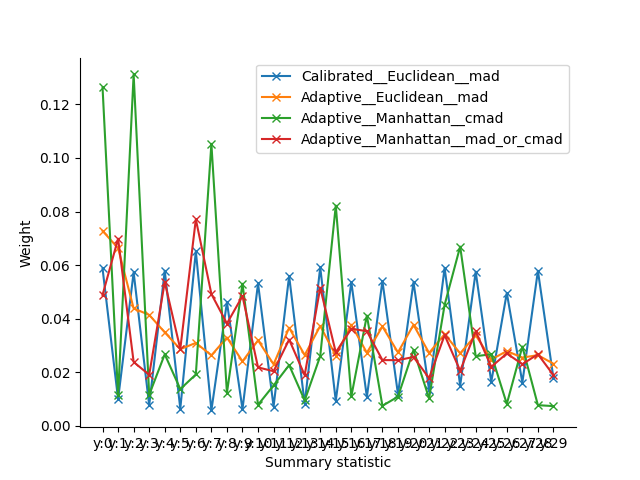 Calibrated__Euclidean__mad
Adaptive__Euclidean__mad
Adaptive__Manhattan__cmad
Adaptive__Manhattan__mad_or_cmad
0.12
0.10
0.08
0.06
0.04
0.02
0.00
Weight
y:0 y:1 y:2 y:3 y:4 y:5 y:6 y:7 y:8 y:9 y:10 y:11 y:12 y:13 y:14 y:15 y:16 y:17 y:18 y:19 y:20 y:21 y:22 y:23 y:24 y:25 y:26 y:27 y:28 y:29
Summary statistic